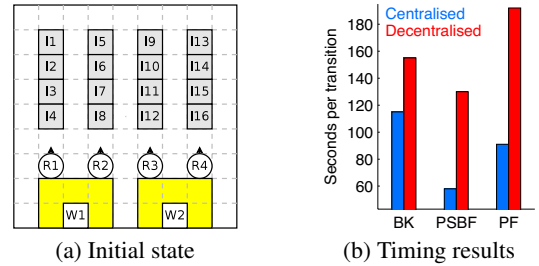 I1 I5 I9 I13
I2 I6 I10 I14
I3 I7 I11 I15
I4 I8 I12 I16
R1 R2 R3 R4
W1 W2
(a) Initial state
Centralised
Decentralised
Seconds per transition
180
160
140
120
100
80
60
BK PSBF PF
(b) Timing results